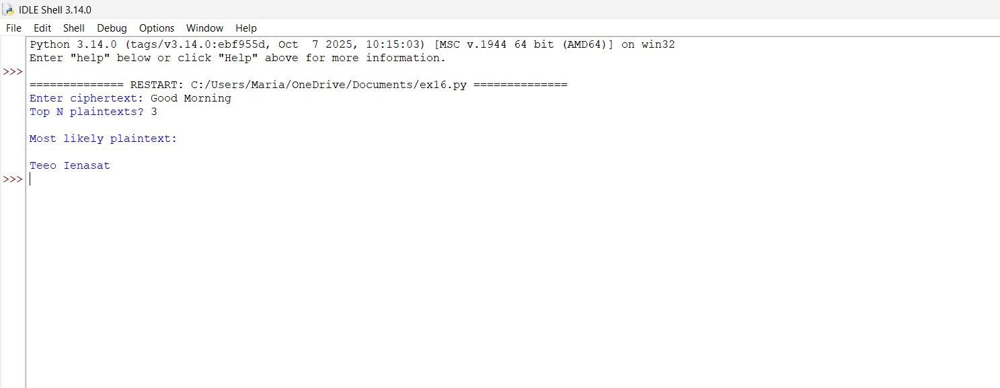 IDLE Shell 3.14.0
File Edit Shell Debug Options Window Help
Python 3.14.0 (tags/v3.14.0:ebf955d, Oct  7 2025, 10:15:03) [MSC v.1944 64 bit (AMD64)] on win32
Enter "help" below or click "Help" above for more information.
>>>
============== RESTART: C:/Users/Maria/OneDrive/Documents/ex16.py ==============
Enter ciphertext: Good Morning
Top N plaintexts? 3
Most likely plaintext:
Teeo Ienasat
>>>